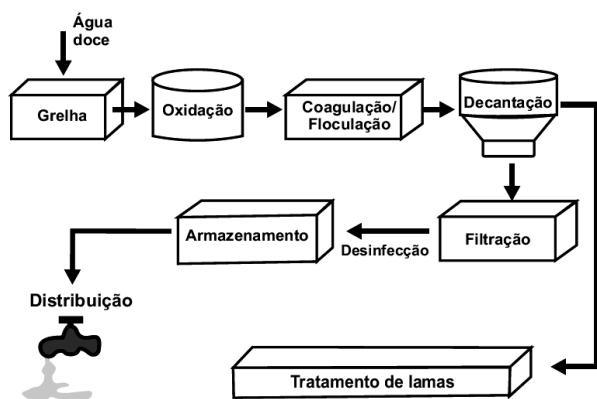 Água
doce
Grelha
Oxidação
Coagulação/
Floculação
Decantação
Armazenamento
Desinfecção
Filtração
Distribuição
Tratamento de lamas